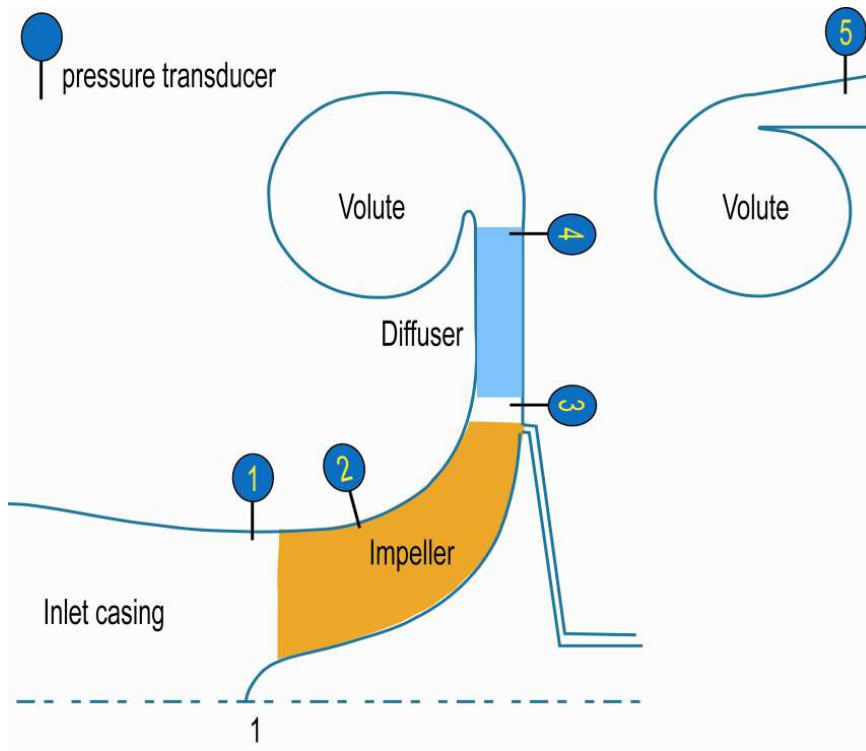 5
pressure transducer
Volute
Volute
4
Diffuser
3
1
2
Impeller
Inlet casing
1